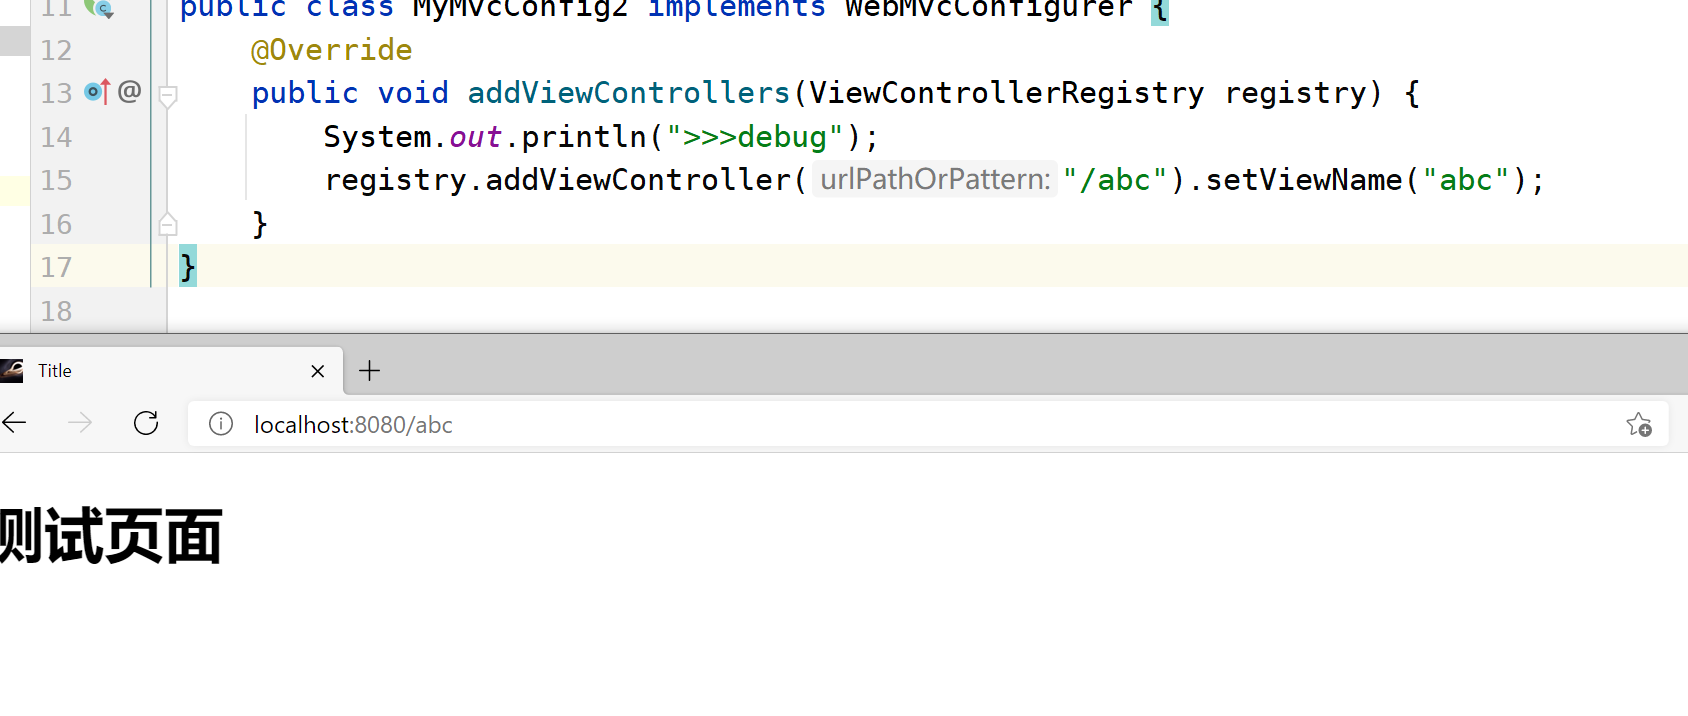 11 public class MyMvcConfig2 implements WebMvcConfigurer {
12 @Override
13 @ public void addViewControllers(ViewControllerRegistry registry) {
14 System.out.println(">>>debug");
15 registry.addViewController( urlPathOrPattern: "/abc").setViewName("abc");
16 }
17 }
18
Title
localhost:8080/abc
测试页面